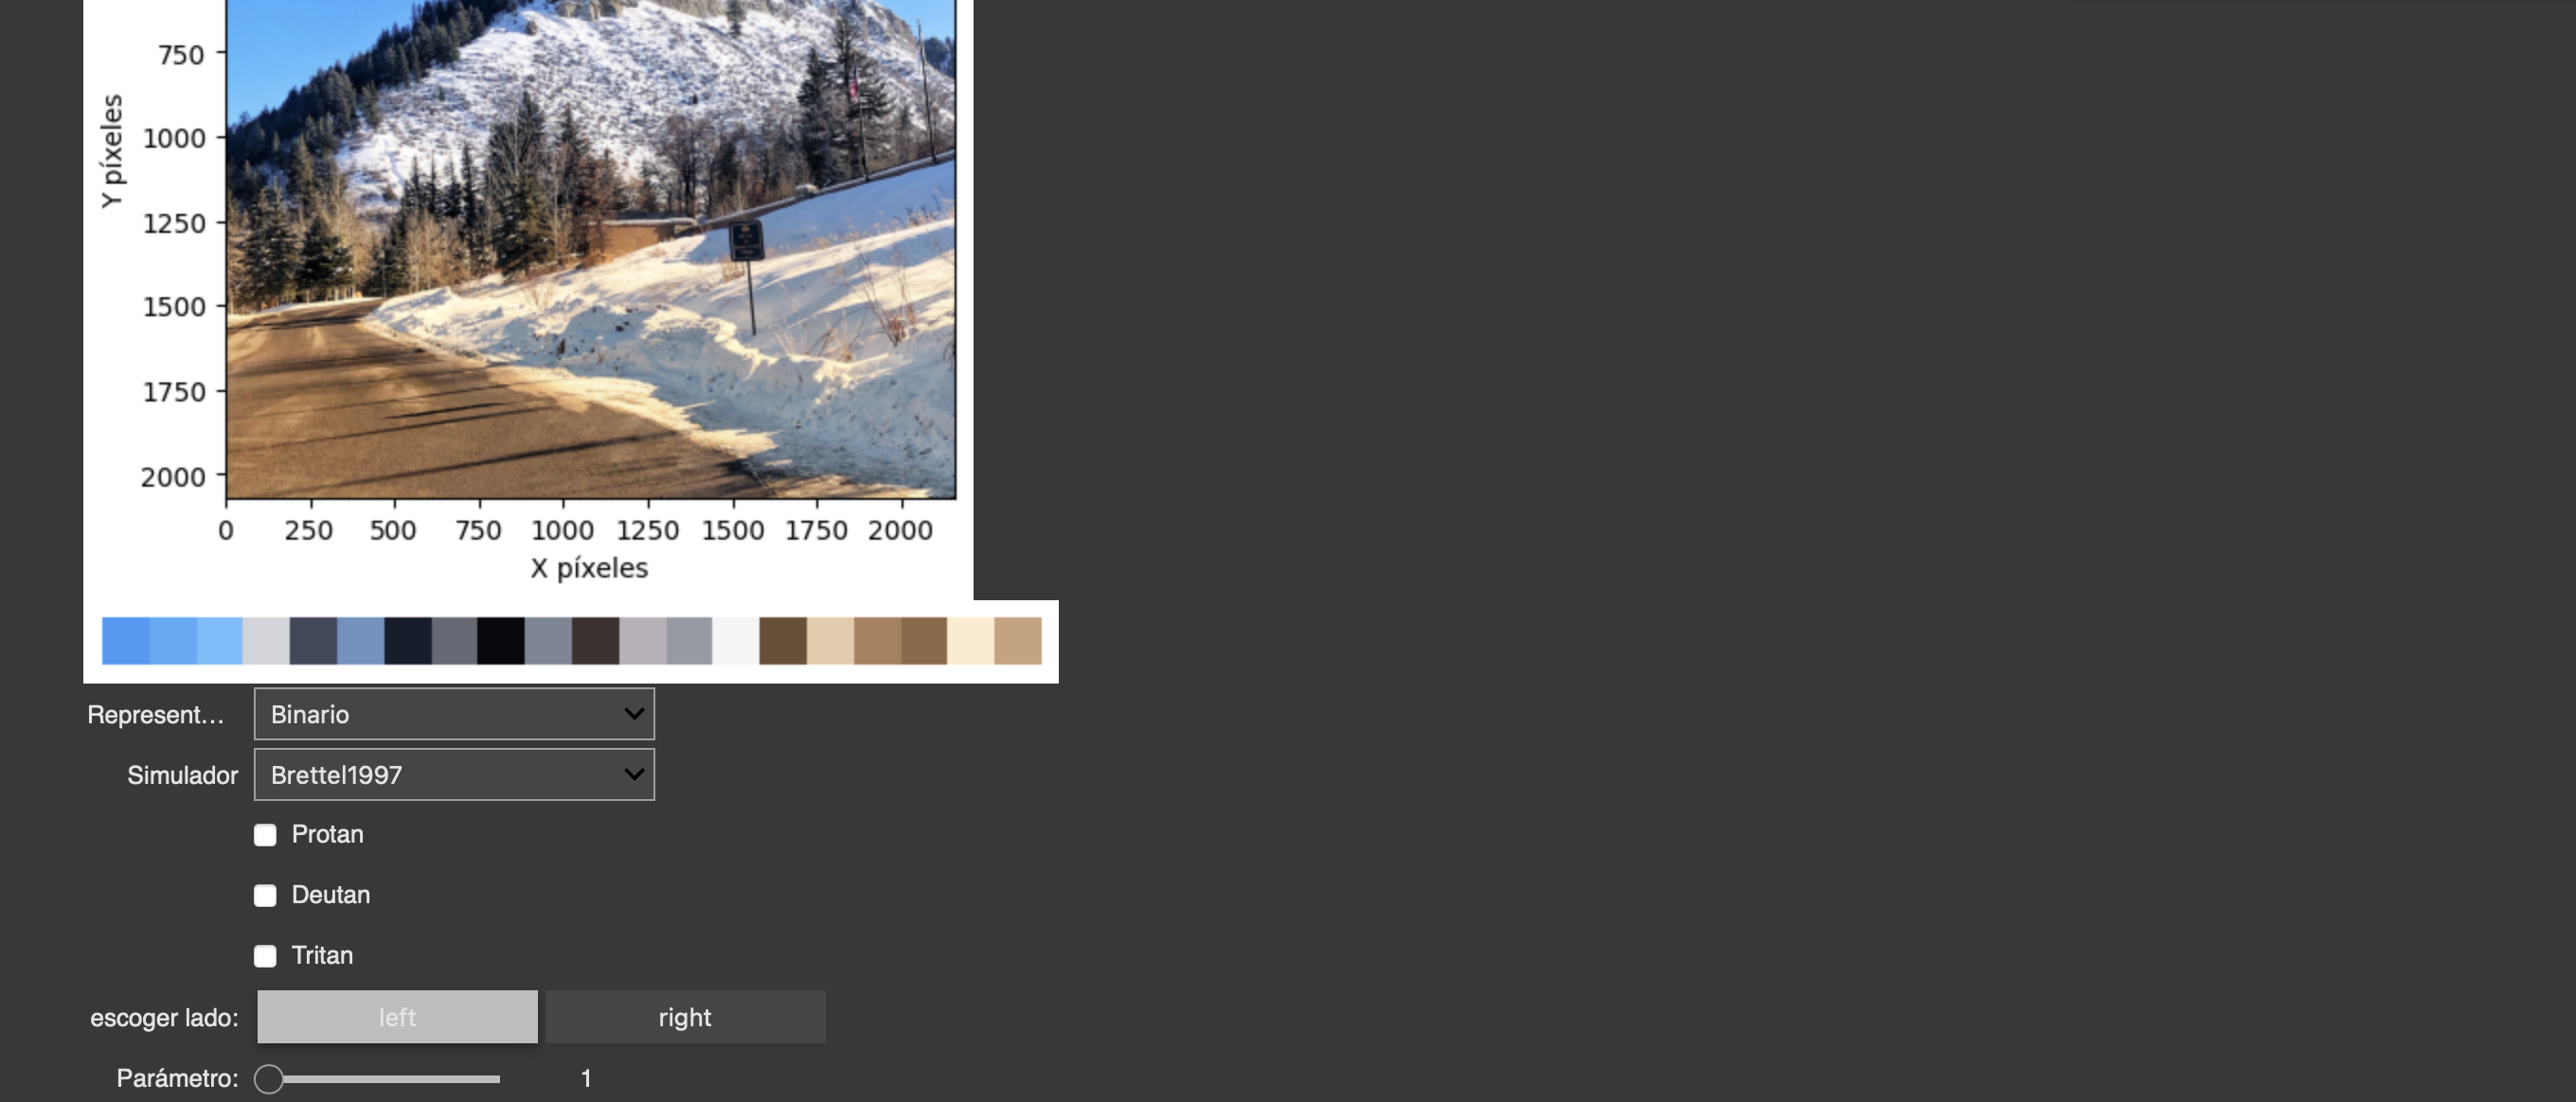 750
1000
1250
1500
1750
2000
Y píxeles
0 250 500 750 1000 1250 1500 1750 2000
X píxeles
Represent... Binario
Simulador Brettel1997
Protan
Deutan
Tritan
escoger lado: left right
Parámetro: 1